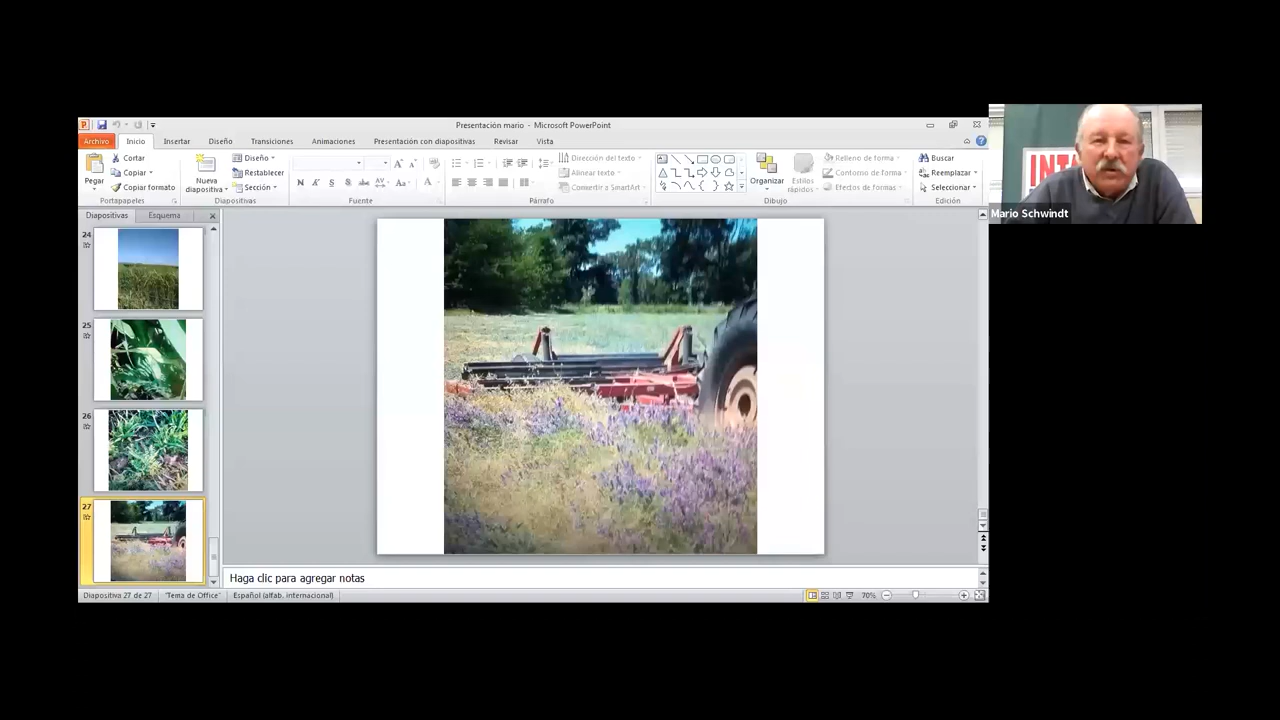 Presentación mario - Microsoft PowerPoint
Archivo Inicio Insertar Diseño Transiciones Animaciones Presentación con diapositivas Revisar Vista
Pegar
Cortar
Copiar
Copiar formato
Portapapeles
Nueva diapositiva
Diseño
Restablecer
Sección
Diapositivas
N K S S abc AV Aa A
Fuente
Dirección del texto
Alinear texto
Convertir a SmartArt
Párrafo
Organizar
Estilos rápidos
Relleno de forma
Contorno de forma
Efectos de formas
Dibujo
Buscar
Reemplazar
Seleccionar
Edición
INTA
Mario Schwindt
Diapositivas Esquema
24
25
26
27
Haga clic para agregar notas
Diapositiva 27 de 27 "Tema de Office" Español (alfab. internacional) 70%